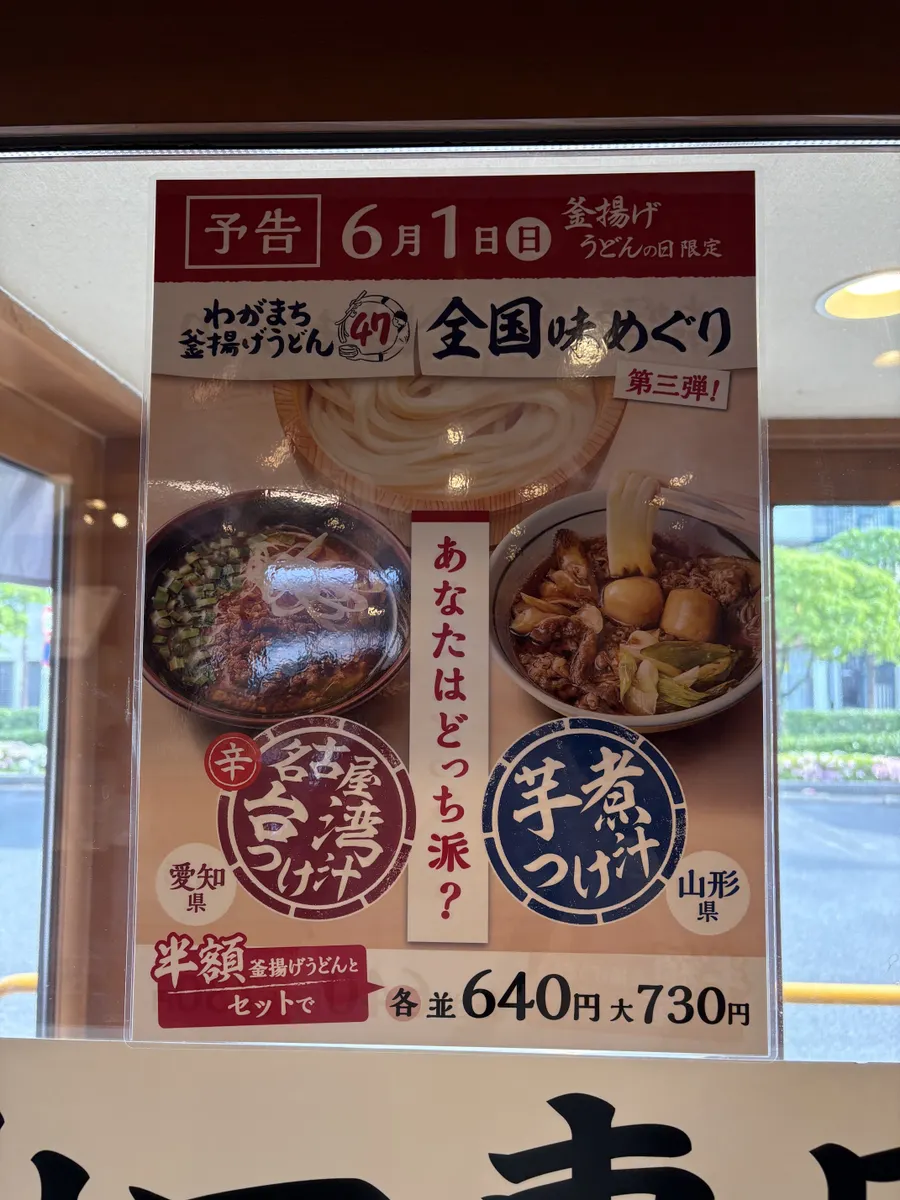 予告
6月1日(日)
釜揚げ
うどんの日限定
わがまち
釜揚げうどん
47
全国味めぐり
第三弾!
あなたはどっち派?
辛
名古屋
台湾
つけ汁
愛知
県
芋煮
つけ汁
山形
県
半額 釜揚げうどんと
セットで
各 並640円 大730円